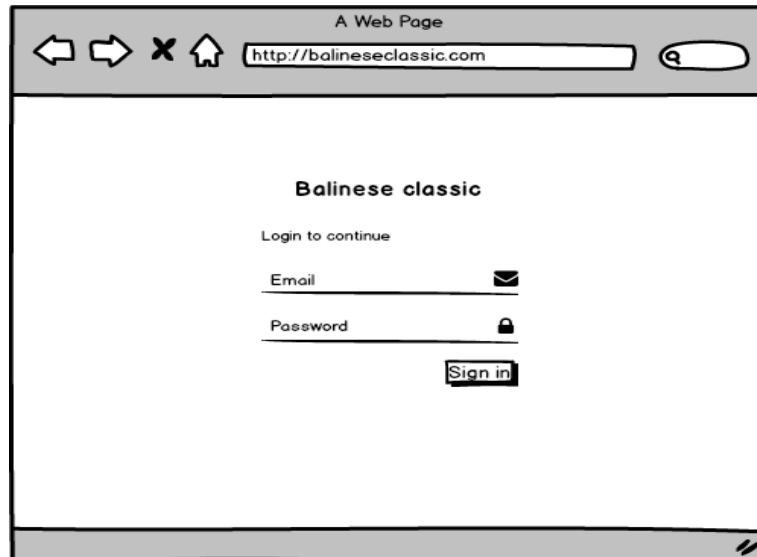 A Web Page
http://balineseclassic.com
Balinese classic
Login to continue
Email
Password
Sign in